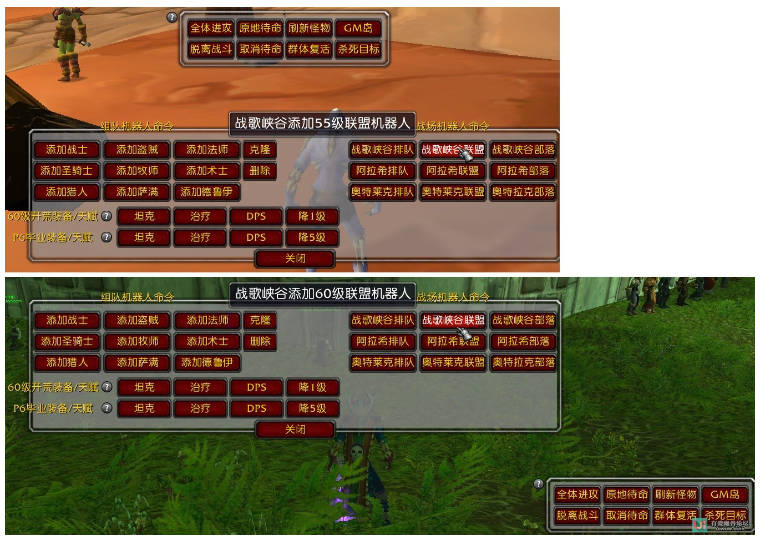 全体进攻 原地待命 刷新怪物 GM岛
脱离战斗 取消待命 群体复活 杀死目标
战歌峡谷添加55级联盟机器人
组队机器人命令 战场机器人命令
添加战士 添加盗贼 添加法师 克隆 战歌峡谷排队 战歌峡谷联盟 战歌峡谷部落
添加圣骑士 添加牧师 添加术士 删除 阿拉希排队 阿拉希联盟 阿拉希部落
添加猎人 添加萨满 添加德鲁伊 奥特莱克排队 奥特莱克联盟 奥特拉克部落
60级开荒装备/天赋 ? 坦克 治疗 DPS 降1级
P6毕业装备/天赋 ? 坦克 治疗 DPS 降5级
关闭
战歌峡谷添加60级联盟机器人
组队机器人命令 战场机器人命令
添加战士 添加盗贼 添加法师 克隆 战歌峡谷排队 战歌峡谷联盟 战歌峡谷部落
添加圣骑士 添加牧师 添加术士 删除 阿拉希排队 阿拉希联盟 阿拉希部落
添加猎人 添加萨满 添加德鲁伊 奥特莱克排队 奥特莱克联盟 奥特拉克部落
60级开荒装备/天赋 ? 坦克 治疗 DPS 降1级
P6毕业装备/天赋 ? 坦克 治疗 DPS 降5级
关闭
全体进攻 原地待命 刷新怪物 GM岛
脱离战斗 取消待命 群体复活 杀死目标